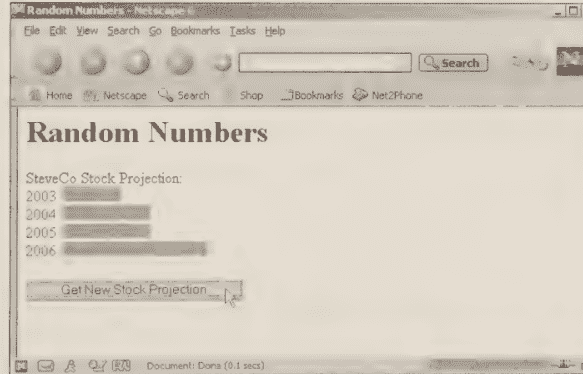 Random Numbers - Netscape 6
File Edit View Search Go Bookmarks Tasks Help
Search
Home Netscape Search Shop Bookmarks Net2Phone
Random Numbers
SteveCo Stock Projection:
2003
2004
2005
2006
Get New Stock Projection
Document: Done (0.1 secs)